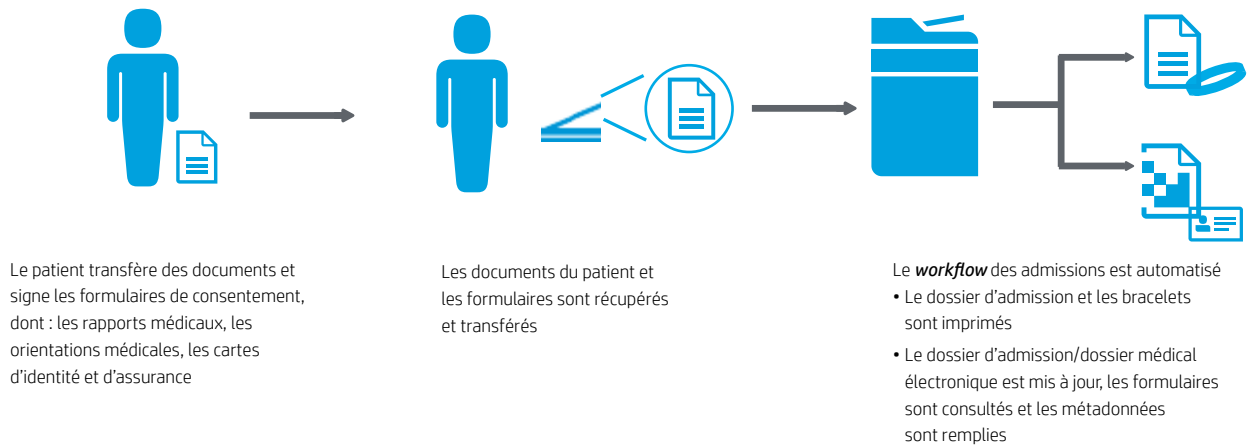 Le patient transfère des documents et
signe les formulaires de consentement,
dont : les rapports médicaux, les
orientations médicales, les cartes
d'identité et d'assurance
Les documents du patient et
les formulaires sont récupérés
et transférés
Le workflow des admissions est automatisé
• Le dossier d'admission et les bracelets
sont imprimés
• Le dossier d'admission/dossier médical
électronique est mis à jour, les formulaires
sont consultés et les métadonnées
sont remplies